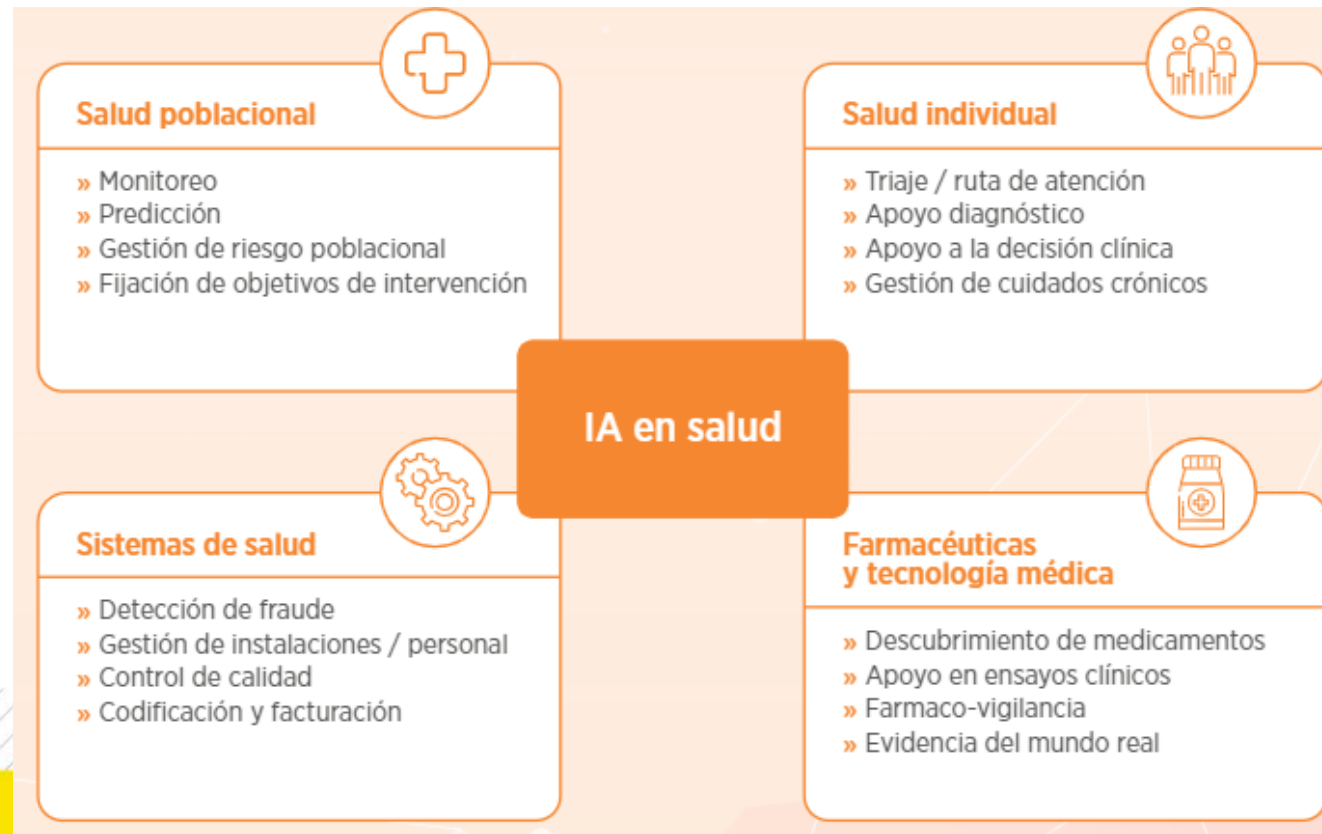 Salud poblacional
» Monitoreo
» Predicción
» Gestión de riesgo poblacional
» Fijación de objetivos de intervención
Salud individual
» Triaje / ruta de atención
» Apoyo diagnóstico
» Apoyo a la decisión clínica
» Gestión de cuidados crónicos
IA en salud
Sistemas de salud
» Detección de fraude
» Gestión de instalaciones / personal
» Control de calidad
» Codificación y facturación
Farmacéuticas
y tecnología médica
» Descubrimiento de medicamentos
» Apoyo en ensayos clínicos
» Farmaco-vigilancia
» Evidencia del mundo real